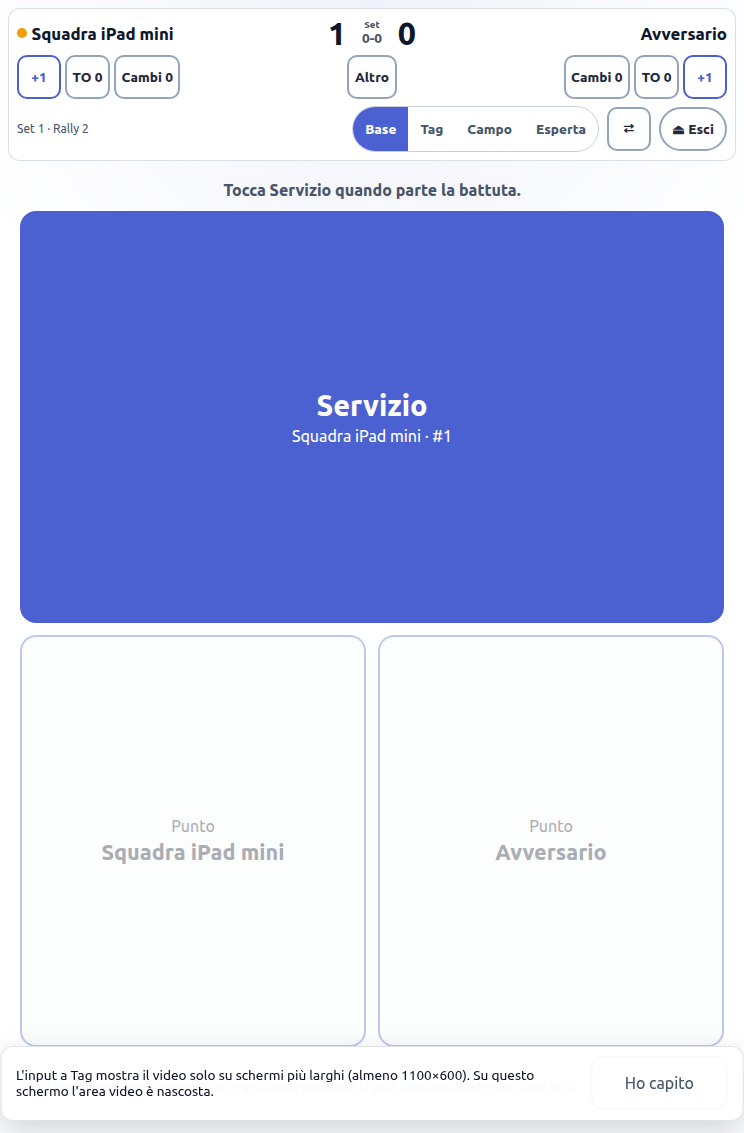 Squadra iPad mini
1 Set 0-0 0
Avversario
+1 TO 0 Cambi 0 Altro Cambi 0 TO 0 +1
Set 1 · Rally 2
Base Tag Campo Esperta ⇄ ⏏ Esci
Tocca Servizio quando parte la battuta.
Servizio
Squadra iPad mini · #1
Punto
Squadra iPad mini
Punto
Avversario
L'input a Tag mostra il video solo su schermi più larghi (almeno 1100×600). Su questo
schermo l'area video è nascosta.
Ho capito